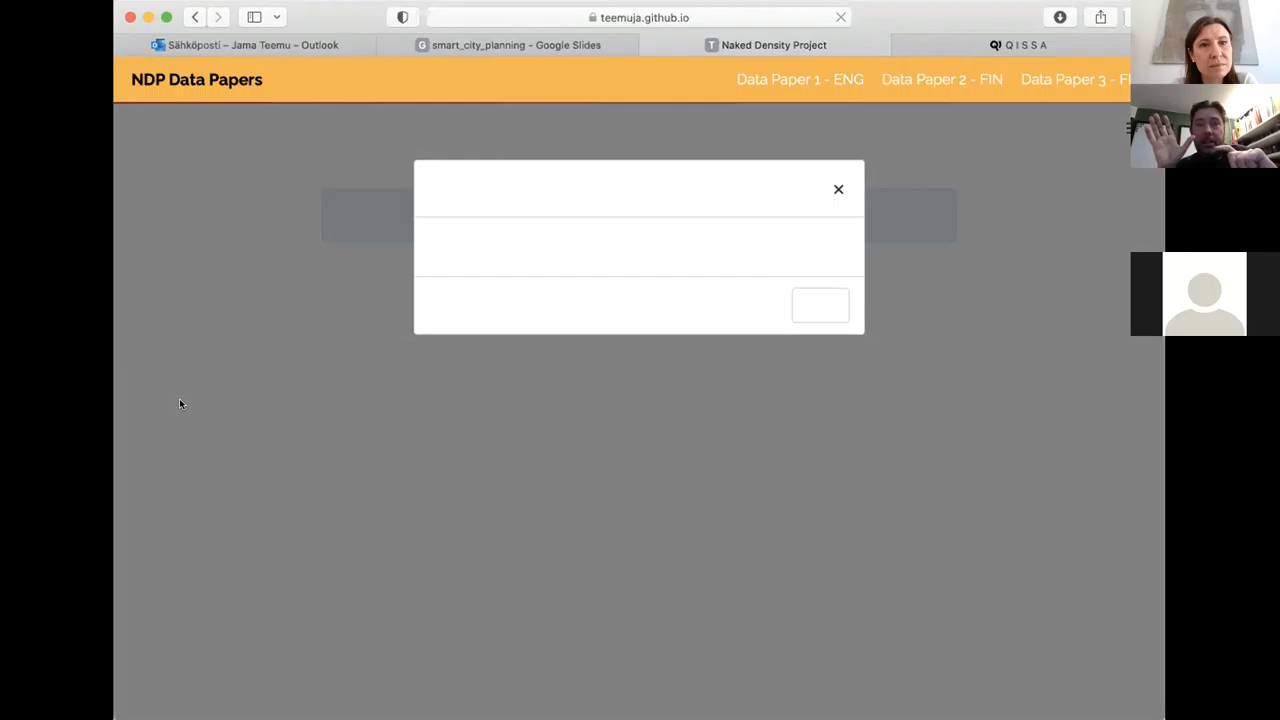 teemuja.github.io
Sähköposti – Jama Teemu – Outlook
G smart_city_planning - Google Slides
T Naked Density Project
Q! Q I S S A
NDP Data Papers
Data Paper 1 - ENG
Data Paper 2 - FIN
Data Paper 3 - FI
×